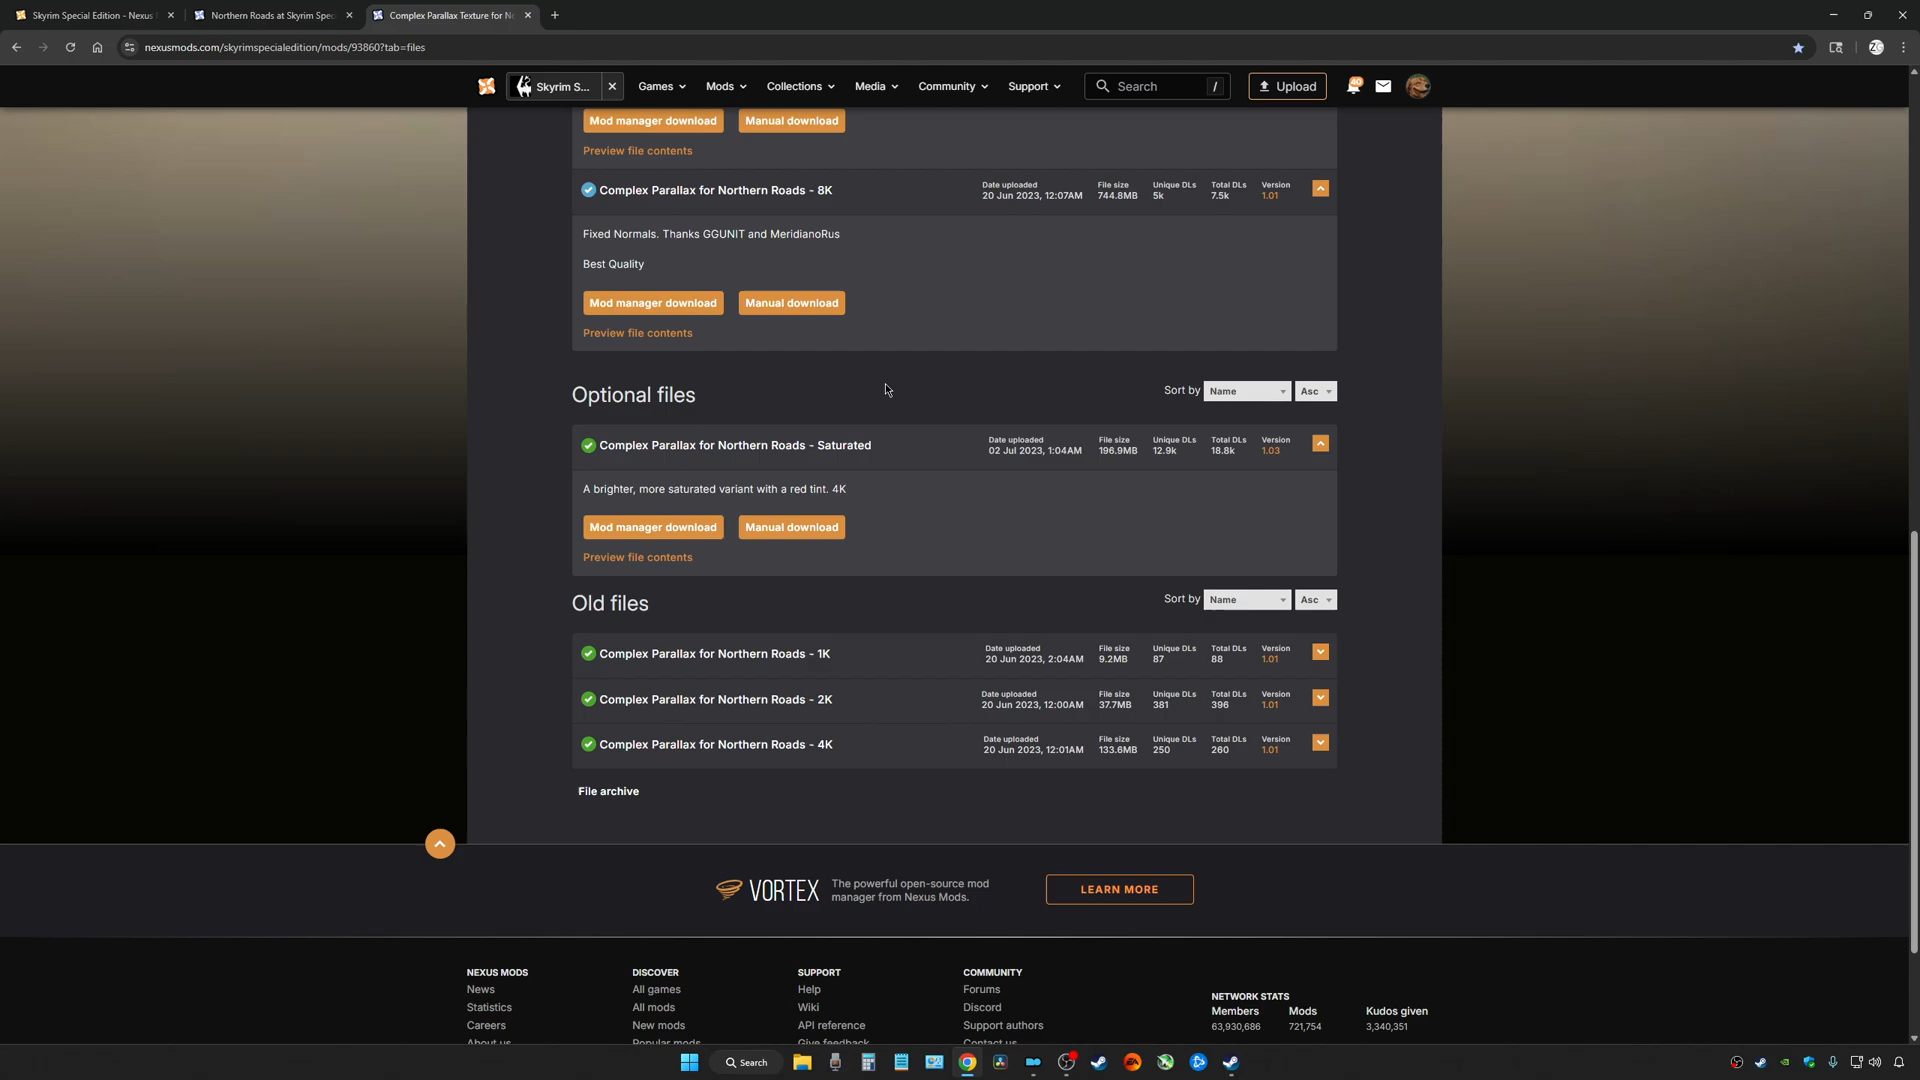 Skyrim Special Edition - Nexus
Northern Roads at Skyrim Spec
Complex Parallax Texture for No
nexusmods.com/skyrimspecialedition/mods/93860?tab=files
ZG
Skyrim S...
Games
Mods
Collections
Media
Community
Support
Search
/
Upload
40
Mod manager download
Manual download
Preview file contents
Complex Parallax for Northern Roads - 8K
Date uploaded
20 Jun 2023, 12:07AM
File size
744.8MB
Unique DLs
5k
Total DLs
7.5k
Version
1.01
Fixed Normals. Thanks GGUNIT and MeridianoRus
Best Quality
Mod manager download
Manual download
Preview file contents
Optional files
Sort by
Name
Asc
Complex Parallax for Northern Roads - Saturated
Date uploaded
02 Jul 2023, 1:04AM
File size
196.9MB
Unique DLs
12.9k
Total DLs
18.8k
Version
1.03
A brighter, more saturated variant with a red tint. 4K
Mod manager download
Manual download
Preview file contents
Old files
Sort by
Name
Asc
Complex Parallax for Northern Roads - 1K
Date uploaded
20 Jun 2023, 2:04AM
File size
9.2MB
Unique DLs
87
Total DLs
88
Version
1.01
Complex Parallax for Northern Roads - 2K
Date uploaded
20 Jun 2023, 12:00AM
File size
37.7MB
Unique DLs
381
Total DLs
396
Version
1.01
Complex Parallax for Northern Roads - 4K
Date uploaded
20 Jun 2023, 12:01AM
File size
133.6MB
Unique DLs
250
Total DLs
260
Version
1.01
File archive
VORTEX
The powerful open-source mod
manager from Nexus Mods.
LEARN MORE
NEXUS MODS
News
Statistics
Careers
About us
DISCOVER
All games
All mods
New mods
Popular mods
SUPPORT
Help
Wiki
API reference
Give feedback
COMMUNITY
Forums
Discord
Support authors
Contact us
NETWORK STATS
Members
63,930,686
Mods
721,754
Kudos given
3,340,351
Search